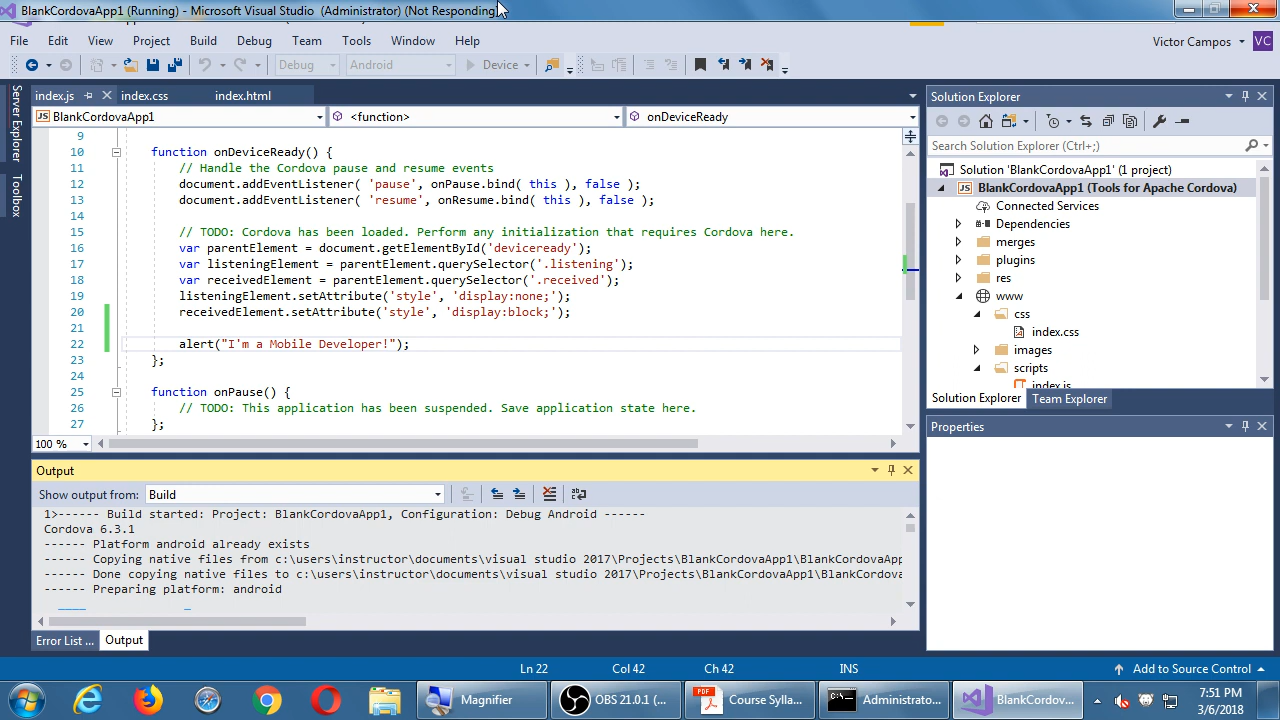 BlankCordovaApp1 (Running) - Microsoft Visual Studio (Administrator) (Not Responding)
File Edit View Project Build Debug Team Tools Window Help
Victor Campos VC
Debug Android Device
Server Explorer
Toolbox
index.js index.css index.html
BlankCordovaApp1 <function> onDeviceReady
9
10 function onDeviceReady() {
11 // Handle the Cordova pause and resume events
12 document.addEventListener( 'pause', onPause.bind( this ), false );
13 document.addEventListener( 'resume', onResume.bind( this ), false );
14
15 // TODO: Cordova has been loaded. Perform any initialization that requires Cordova here.
16 var parentElement = document.getElementById('deviceready');
17 var listeningElement = parentElement.querySelector('.listening');
18 var receivedElement = parentElement.querySelector('.received');
19 listeningElement.setAttribute('style', 'display:none;');
20 receivedElement.setAttribute('style', 'display:block;');
21
22 alert("I'm a Mobile Developer!");
23 };
24
25 function onPause() {
26 // TODO: This application has been suspended. Save application state here.
27 };
100 %
Output
Show output from: Build
1>------ Build started: Project: BlankCordovaApp1, Configuration: Debug Android ------
Cordova 6.3.1
------ Platform android already exists
------ Copying native files from c:\users\instructor\documents\visual studio 2017\Projects\BlankCordovaApp1\BlankCordovaApp
------ Done copying native files to c:\users\instructor\documents\visual studio 2017\Projects\BlankCordovaApp1\BlankCordova
------ Preparing platform: android
Error List ... Output
Solution Explorer
Search Solution Explorer (Ctrl+;)
Solution 'BlankCordovaApp1' (1 project)
JS BlankCordovaApp1 (Tools for Apache Cordova)
Connected Services
Dependencies
merges
plugins
res
www
css
index.css
images
scripts
index.js
Solution Explorer Team Explorer
Properties
Ln 22 Col 42 Ch 42 INS Add to Source Control
Magnifier OBS 21.0.1 (... PDF Course Sylla... Administrato... BlankCordov...
7:51 PM
3/6/2018